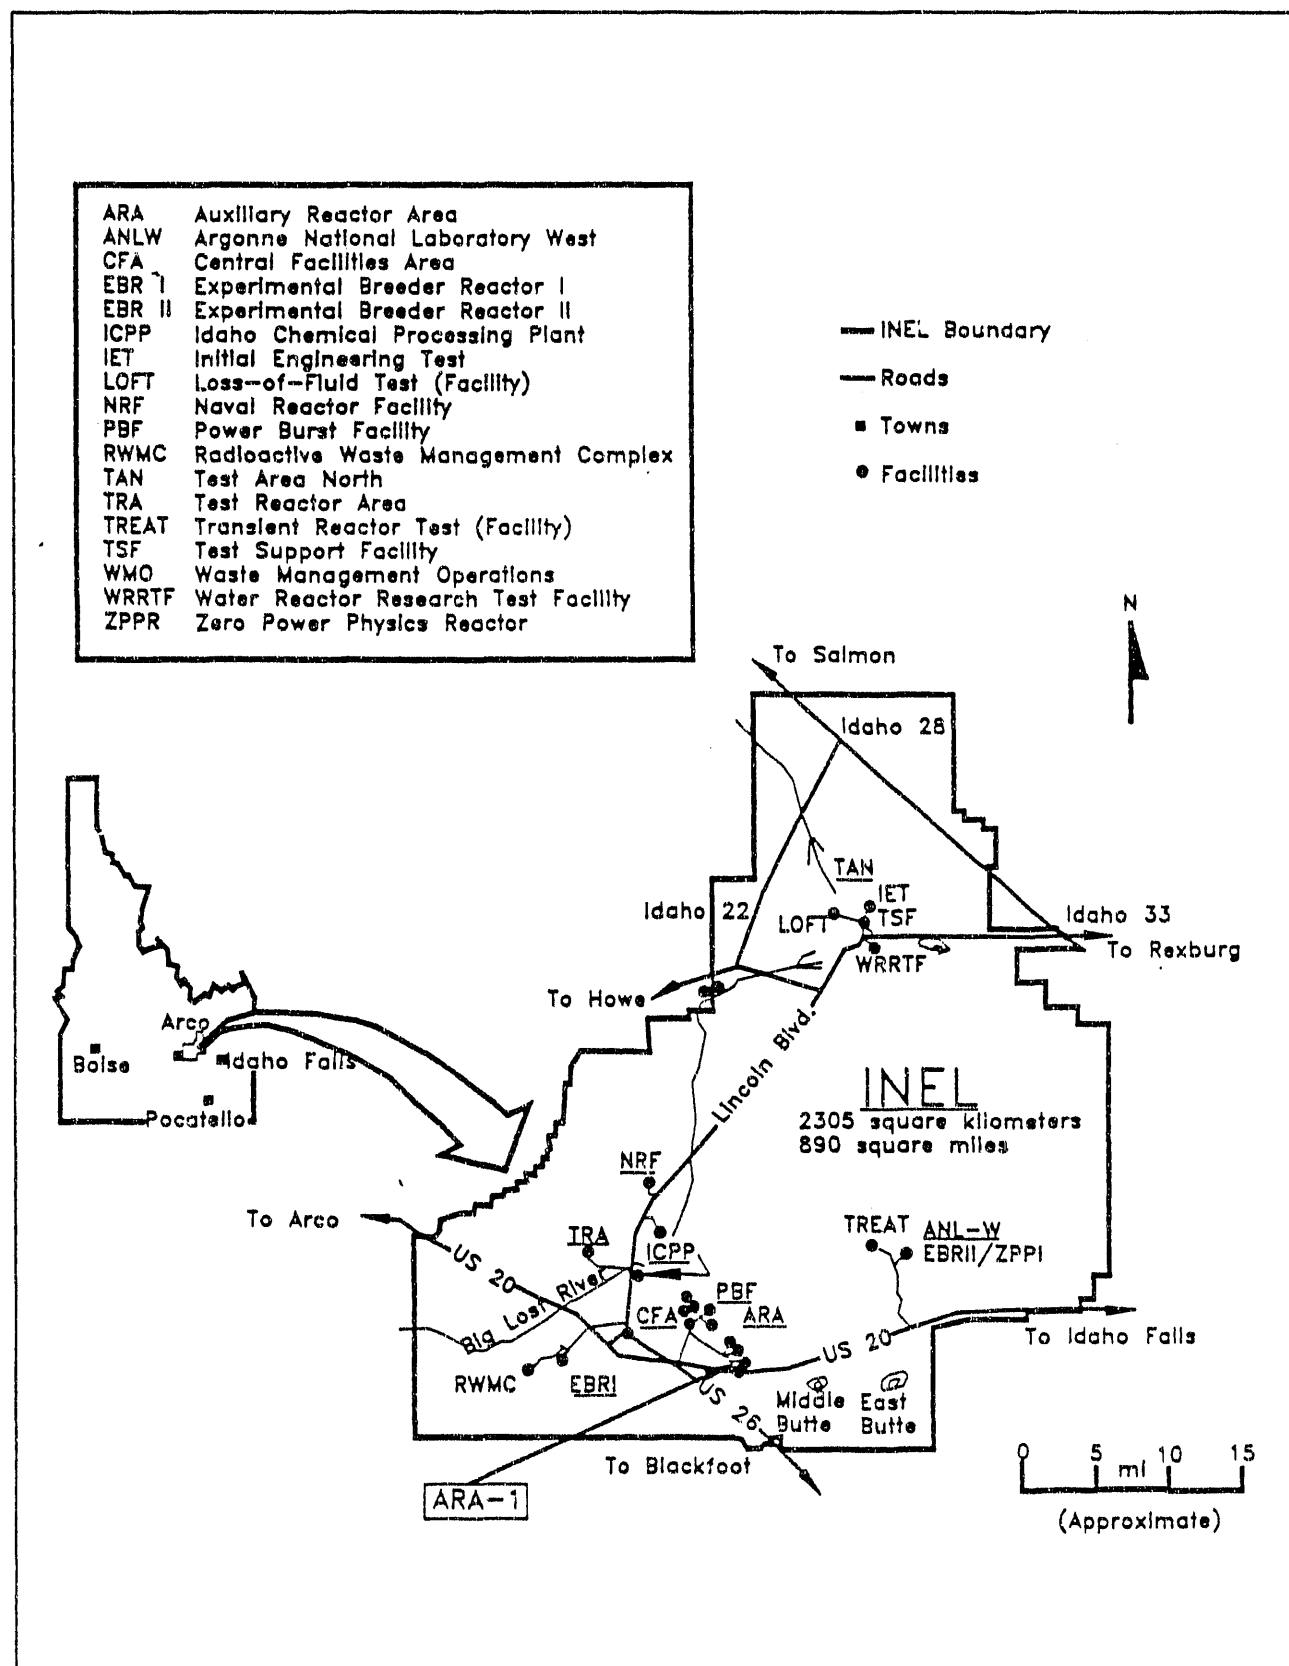 ARA Auxiliary Reactor Area
ANLW Argonne National Laboratory West
CFA Central Facilities Area
EBR I Experimental Breeder Reactor I
EBR II Experimental Breeder Reactor II
ICPP Idaho Chemical Processing Plant
IET Initial Engineering Test
LOFT Loss-of-Fluid Test (Facility)
NRF Naval Reactor Facility
PBF Power Burst Facility
RWMC Radioactive Waste Management Complex
TAN Test Area North
TRA Test Reactor Area
TREAT Transient Reactor Test (Facility)
TSF Test Support Facility
WMO Waste Management Operations
WRRTF Water Reactor Research Test Facility
ZPPR Zero Power Physics Reactor
INEL Boundary
Roads
Towns
Facilities
N
To Salmon
Idaho 28
TAN
IET
Idaho 22
LOFT
TSF
Idaho 33
To Rexburg
WRRTF
To Howe
Arco
Boise
Idaho Falls
Pocatello
Lincoln Blvd.
INEL
2305 square kilometers
890 square miles
NRF
To Arco
TRA
ICPP
TREAT
ANL-W
EBRII/ZPPI
US 20
Big Lost River
PBF
CFA
ARA
US 20
To Idaho Falls
RWMC
EBRI
US 26
Middle
Butte
East
Butte
To Blackfoot
ARA-1
0 5 10 15
mi
(Approximate)